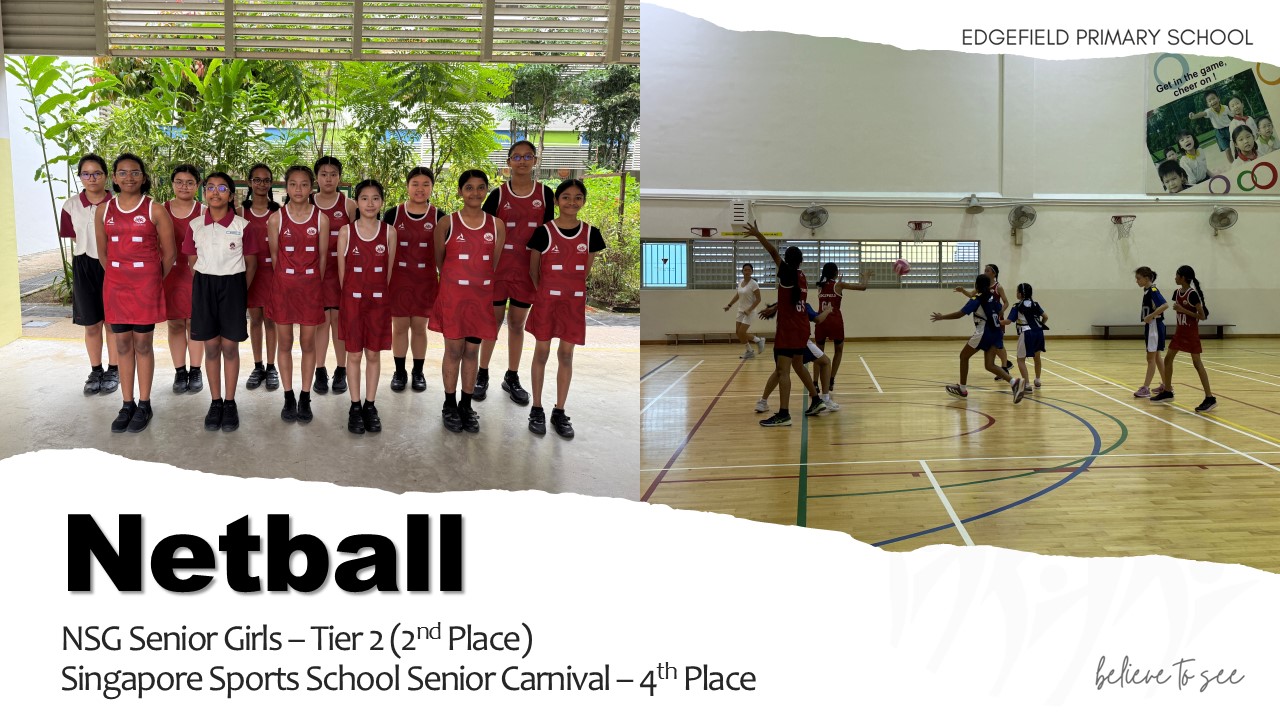 EDGEFIELD PRIMARY SCHOOL
Get in the game,
cheer on !
Netball
NSG Senior Girls – Tier 2 (2nd Place)
Singapore Sports School Senior Carnival – 4th Place
believe to see